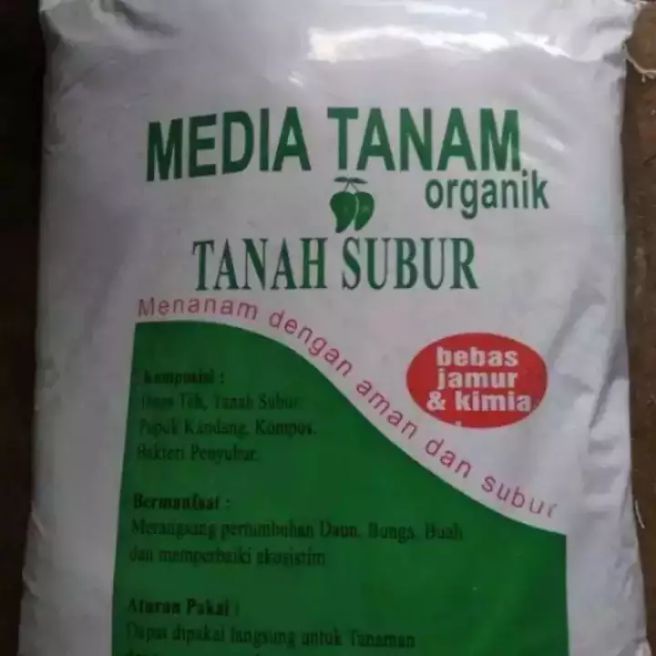 MEDIA TANAM
organik
TANAH SUBUR
Menanam dengan aman dan subur
bebas
jamur
& kimia
Komposisi :
Teh, Tanah Subur,
Pupuk Kandang, Kompos,
Bakteri Penyubur.
Bermanfaat :
Merangsang pertumbuhan Daun, Bunga, Buah
dan memperbaiki ekosistim
Aturan Pakai :
Dapat dipakai langsung untuk Tanaman